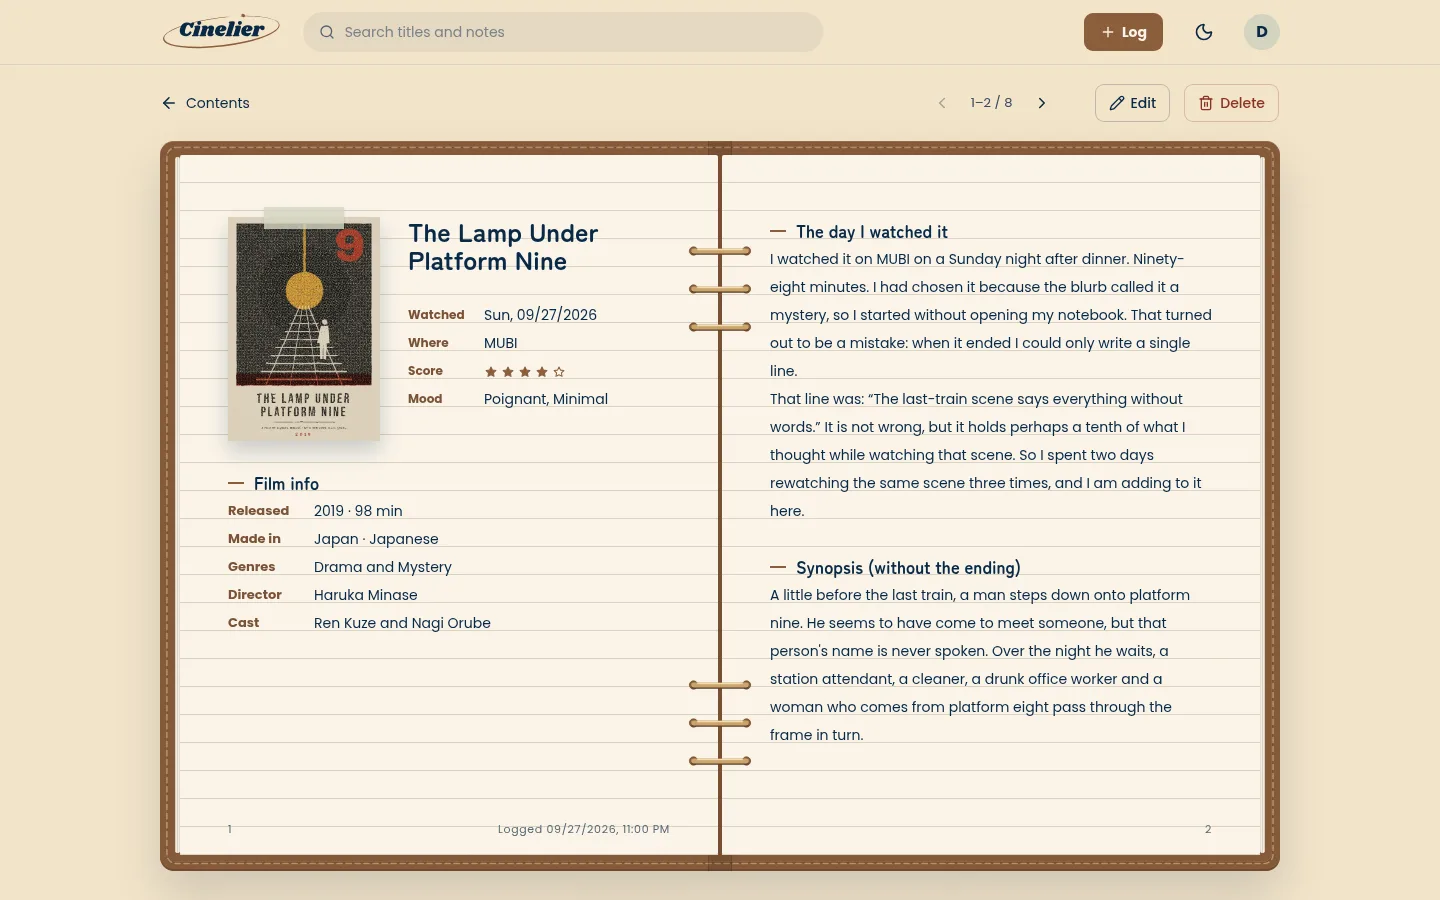 Cinelier
Search titles and notes
Log
D
Contents
1–2 / 8
Edit
Delete
9
THE LAMP UNDER
PLATFORM NINE
2019
The Lamp Under
Platform Nine
Watched Sun, 09/27/2026
Where MUBI
Score
Mood Poignant, Minimal
Film info
Released 2019 · 98 min
Made in Japan · Japanese
Genres Drama and Mystery
Director Haruka Minase
Cast Ren Kuze and Nagi Orube
1
Logged 09/27/2026, 11:00 PM
The day I watched it
I watched it on MUBI on a Sunday night after dinner. Ninety-
eight minutes. I had chosen it because the blurb called it a
mystery, so I started without opening my notebook. That turned
out to be a mistake: when it ended I could only write a single
line.
That line was: “The last-train scene says everything without
words.” It is not wrong, but it holds perhaps a tenth of what I
thought while watching that scene. So I spent two days
rewatching the same scene three times, and I am adding to it
here.
Synopsis (without the ending)
A little before the last train, a man steps down onto platform
nine. He seems to have come to meet someone, but that
person's name is never spoken. Over the night he waits, a
station attendant, a cleaner, a drunk office worker and a
woman who comes from platform eight pass through the
frame in turn.
2